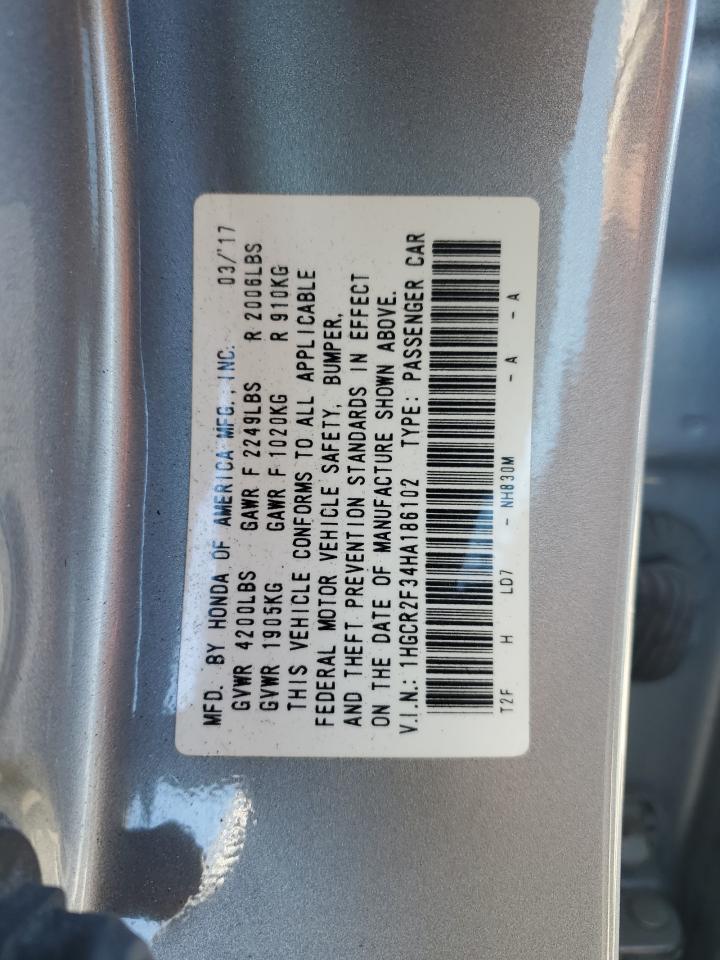 MFD. BY HONDA OF AMERICA MFG., INC. 03/'17
GVWR 4200LBS GAWR F 2249LBS R 2006LBS
GVWR 1905KG GAWR F 1020KG R 910KG
THIS VEHICLE CONFORMS TO ALL APPLICABLE
FEDERAL MOTOR VEHICLE SAFETY, BUMPER,
AND THEFT PREVENTION STANDARDS IN EFFECT
ON THE DATE OF MANUFACTURE SHOWN ABOVE.
V.I.N.: 1HGCR2F34HA186102 TYPE: PASSENGER CAR
T2F H LD7 - NH830M - A - A